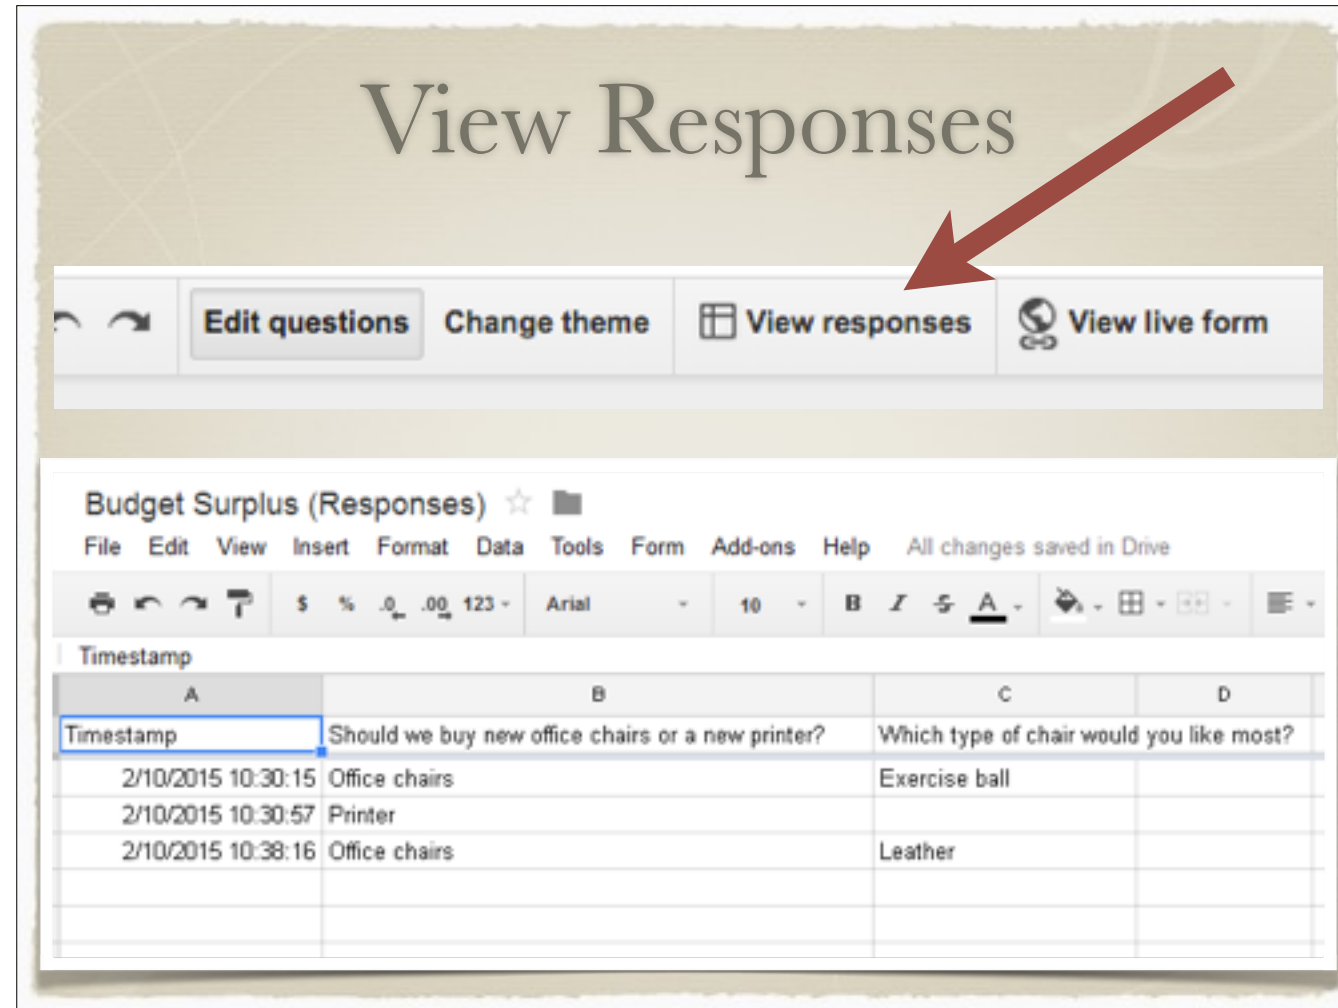 View Responses
Edit questions Change theme View responses View live form
Budget Surplus (Responses)
File Edit View Insert Format Data Tools Form Add-ons Help All changes saved in Drive
$ % .0 .00 123 Arial 10 B I S A
Timestamp
A B C D
Timestamp Should we buy new office chairs or a new printer? Which type of chair would you like most?
2/10/2015 10:30:15 Office chairs Exercise ball
2/10/2015 10:30:57 Printer
2/10/2015 10:38:16 Office chairs Leather